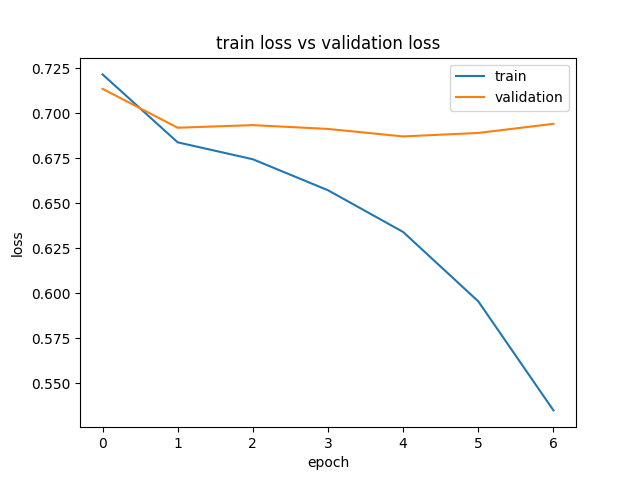 train loss vs validation loss
train
validation
loss
0.725
0.700
0.675
0.650
0.625
0.600
0.575
0.550
0 1 2 3 4 5 6
epoch